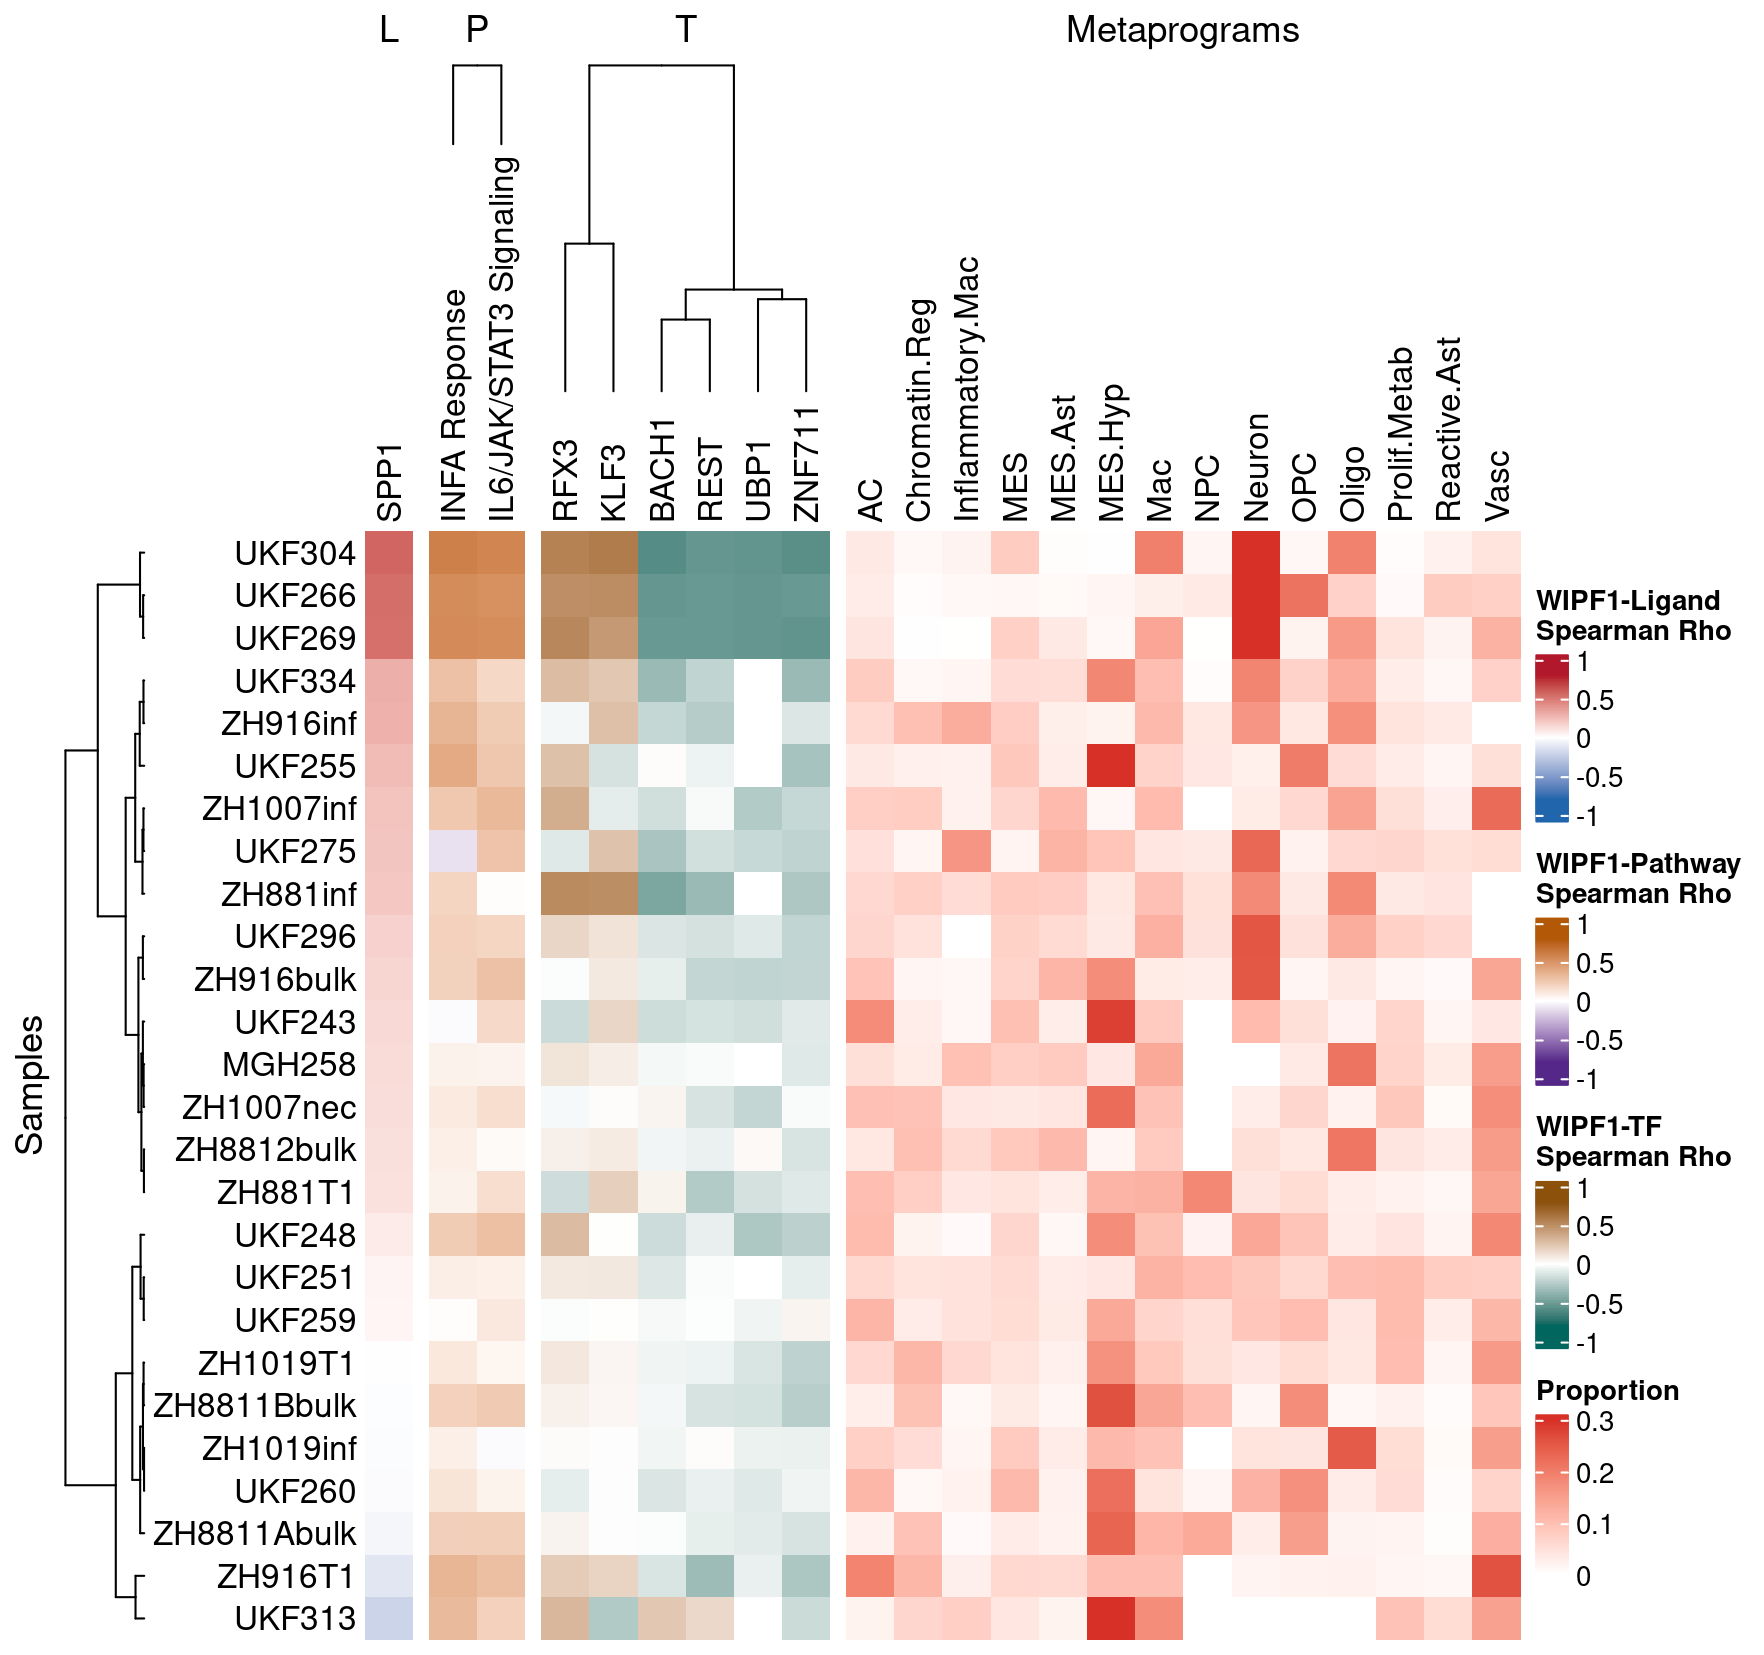 L P T Metaprograms
SPP1
INFA Response
IL6/JAK/STAT3 Signaling
RFX3
KLF3
BACH1
REST
UBP1
ZNF711
AC
Chromatin.Reg
Inflammatory.Mac
MES
MES.Ast
MES.Hyp
Mac
NPC
Neuron
OPC
Oligo
Prolif.Metab
Reactive.Ast
Vasc
Samples
UKF304
UKF266
UKF269
UKF334
ZH916inf
UKF255
ZH1007inf
UKF275
ZH881inf
UKF296
ZH916bulk
UKF243
MGH258
ZH1007nec
ZH8812bulk
ZH881T1
UKF248
UKF251
UKF259
ZH1019T1
ZH8811Bbulk
ZH1019inf
UKF260
ZH8811Abulk
ZH916T1
UKF313
WIPF1-Ligand
Spearman Rho
1
0.5
0
-0.5
-1
WIPF1-Pathway
Spearman Rho
1
0.5
0
-0.5
-1
WIPF1-TF
Spearman Rho
1
0.5
0
-0.5
-1
Proportion
0.3
0.2
0.1
0